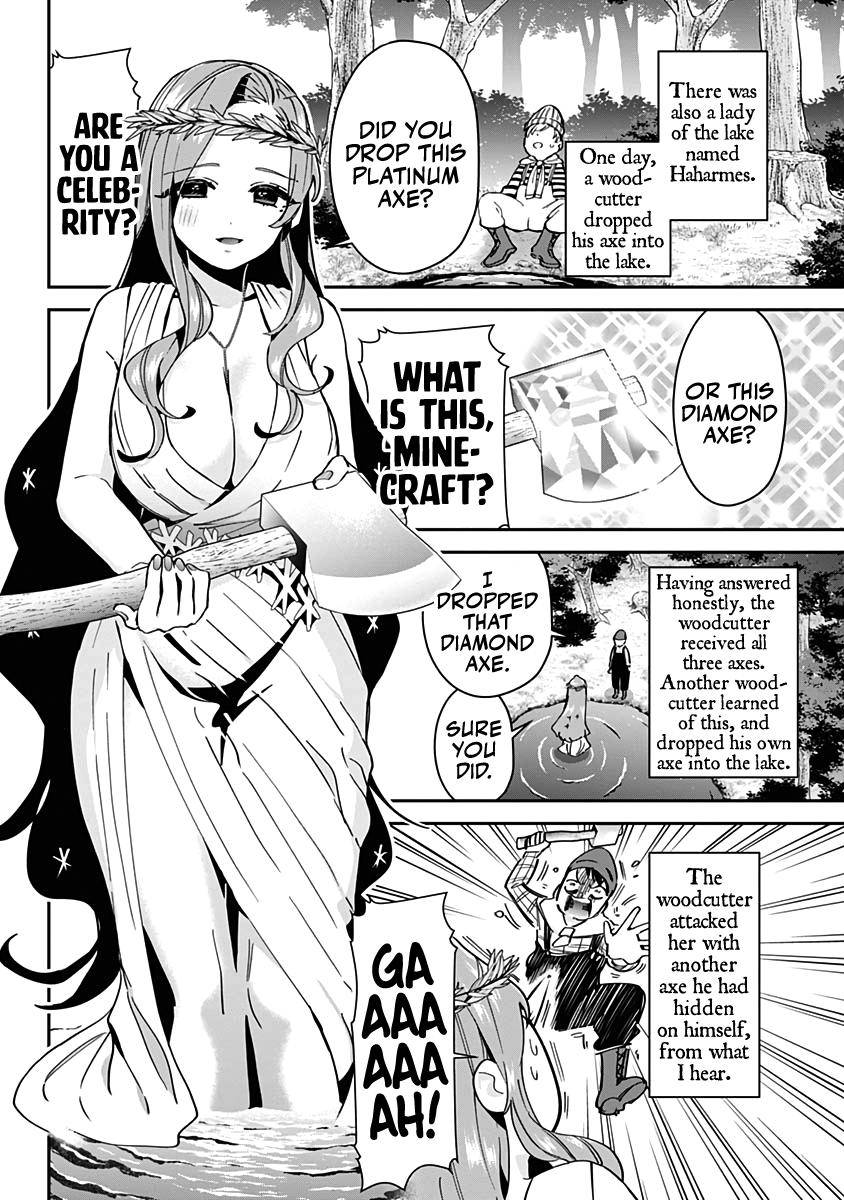 There was
also a lady
of the lake
named
Haharmes.
One day,
a wood-
cutter
dropped
his axe into
the lake.
DID YOU
DROP THIS
PLATINUM
AXE?
ARE
YOU A
CELEB-
RITY?
OR THIS
DIAMOND
AXE?
WHAT
IS THIS,
MINE-
CRAFT?
Having answered
honestly, the
woodcutter
received all
three axes.
Another wood-
cutter learned
of this, and
dropped his own
axe into the lake.
I
DROPPED
THAT
DIAMOND
AXE.
SURE
YOU
DID.
The
woodcutter
attacked
her with
another
axe he had
hidden
on himself,
from what
I hear.
GA
AAA
AAA
AH!